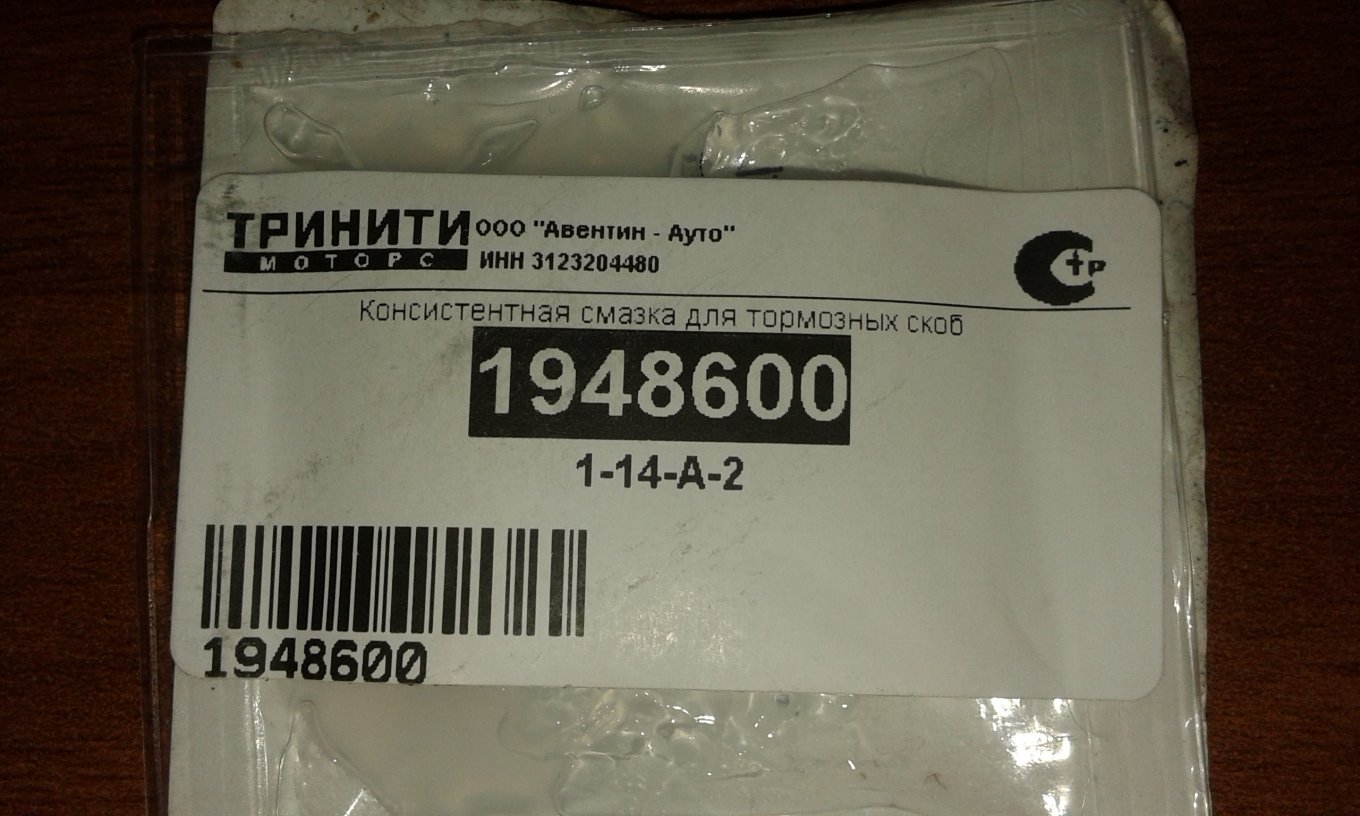 ТРИНИТИ
МОТОРС
ООО "Авентин - Ауто"
ИНН 3123204480
Консистентная смазка для тормозных скоб
1948600
1-14-A-2
1948600